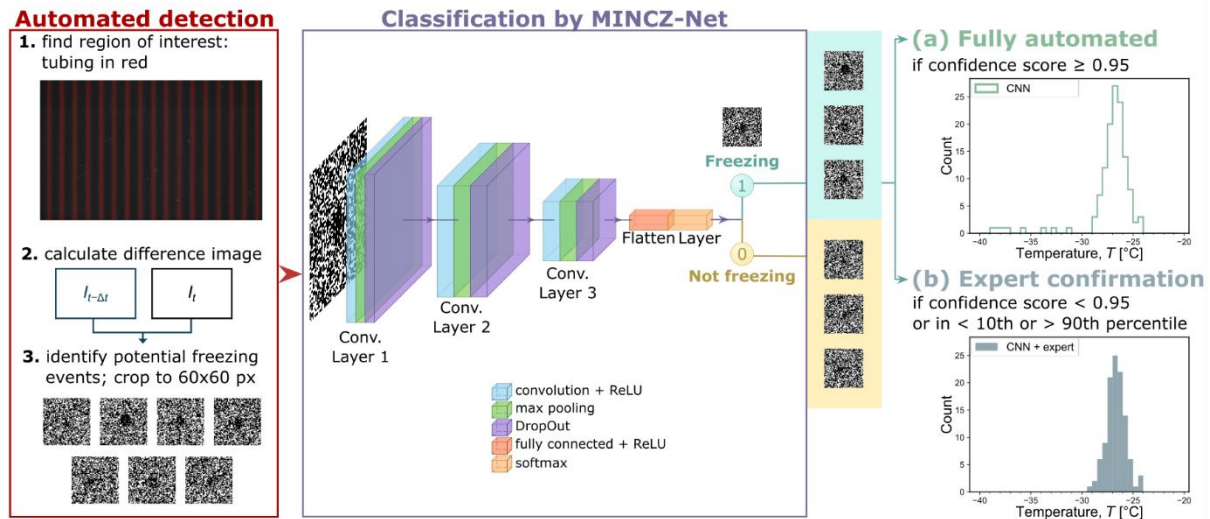 Automated detection
1. find region of interest:
tubing in red
2. calculate difference image
I_{t−Δt}
I_t
3. identify potential freezing
events; crop to 60x60 px
Classification by MINCZ-Net
Conv.
Layer 1
Conv.
Layer 2
Conv.
Layer 3
Flatten Layer
Freezing
1
0
Not freezing
convolution + ReLU
max pooling
DropOut
fully connected + ReLU
softmax
(a) Fully automated
if confidence score ≥ 0.95
CNN
Count
25
20
15
10
5
0
−40 −35 −30 −25 −20
Temperature, T [°C]
(b) Expert confirmation
if confidence score < 0.95
or in < 10th or > 90th percentile
CNN + expert
Count
25
20
15
10
5
0
−40 −35 −30 −25 −20
Temperature, T [°C]